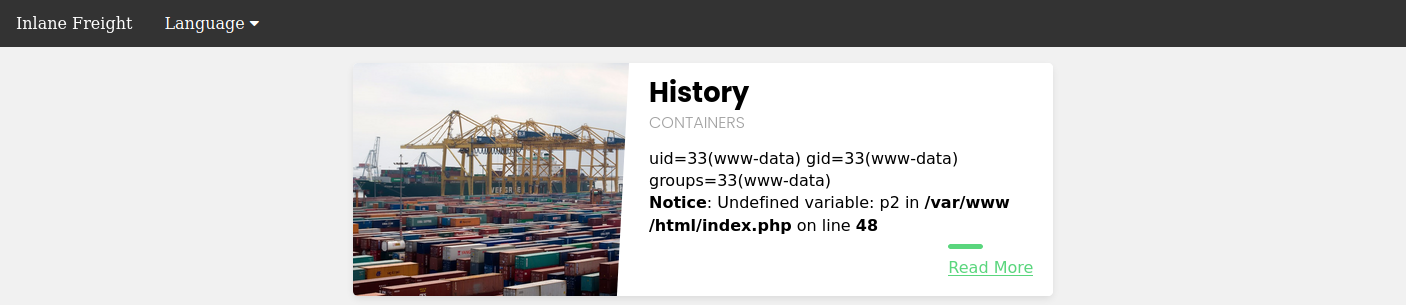 Inlane Freight Language
History
CONTAINERS
uid=33(www-data) gid=33(www-data)
groups=33(www-data)
Notice: Undefined variable: p2 in /var/www
/html/index.php on line 48
Read More